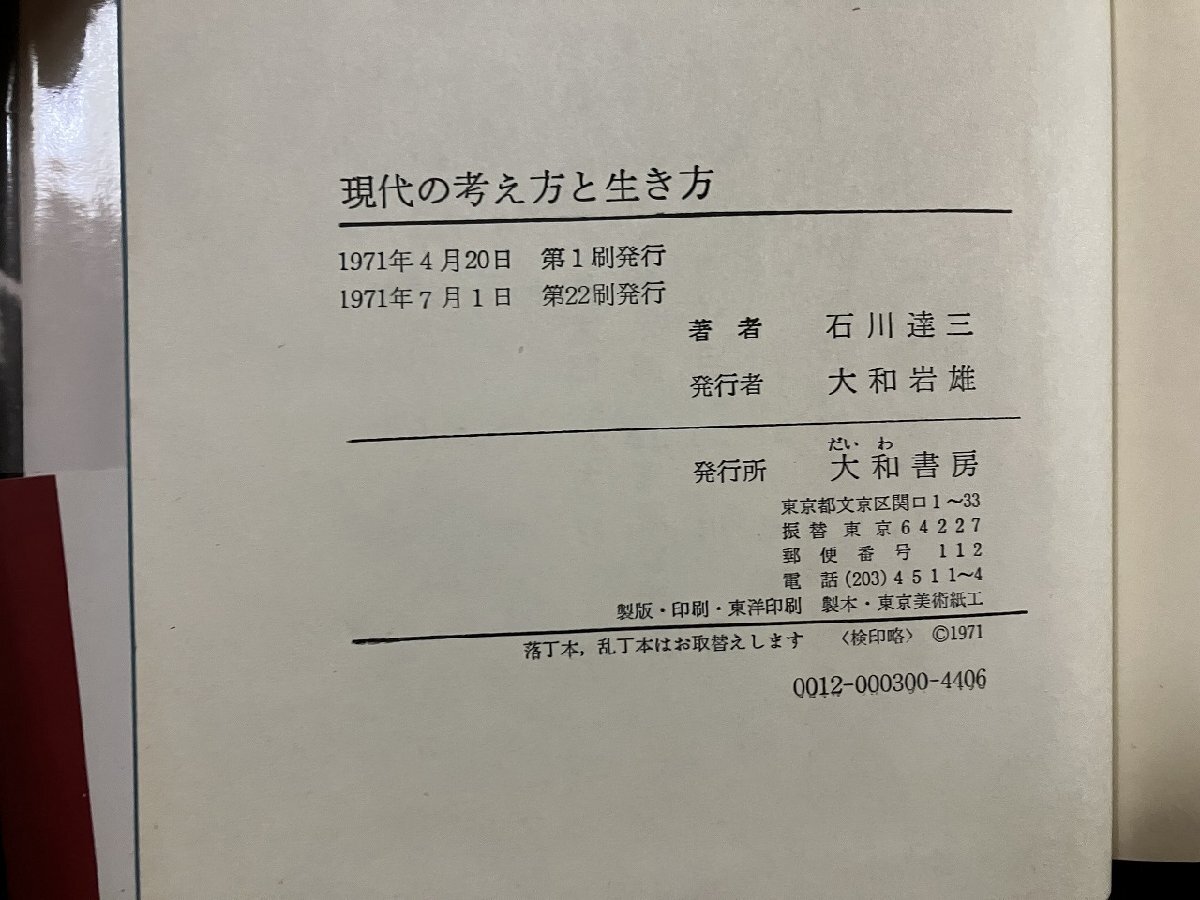 現代の考え方と生き方
1971年4月20日 第1刷発行
1971年7月1日 第22刷発行
著者 石川達三
発行者 大和岩雄
だいわ
発行所 大和書房
東京都文京区関口1〜33
振替東京64227
郵便番号 112
電話(203)4511〜4
製版・印刷・東洋印刷 製本・東京美術紙工
落丁本,乱丁本はお取替えします 〈検印略〉 ©1971
0012-000300-4406